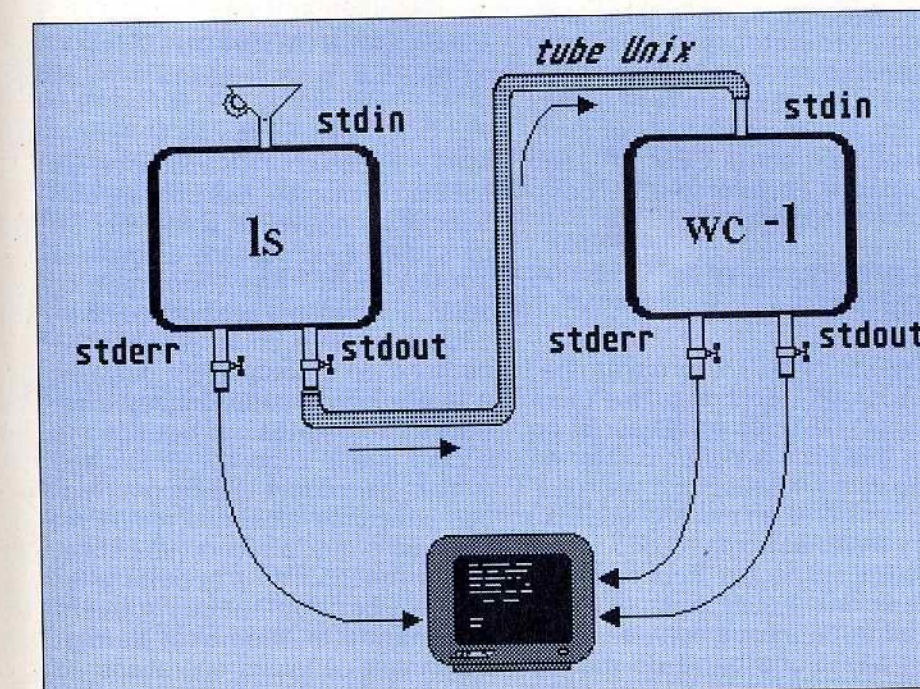 tube Unix
stdin
stdin
ls
wc -l
stderr
stdout
stderr
stdout